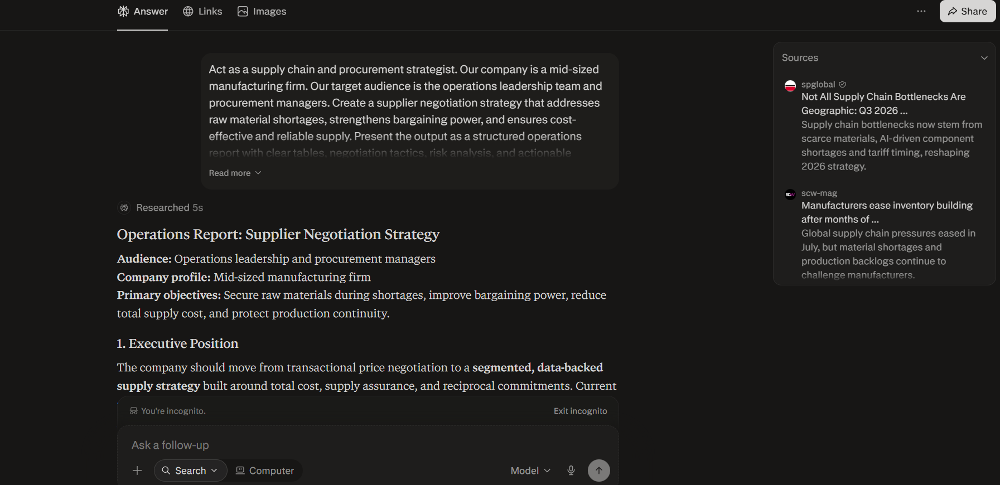 Answer
Links
Images
Share
Act as a supply chain and procurement strategist. Our company is a mid-sized
manufacturing firm. Our target audience is the operations leadership team and
procurement managers. Create a supplier negotiation strategy that addresses
raw material shortages, strengthens bargaining power, and ensures cost-
effective and reliable supply. Present the output as a structured operations
report with clear tables, negotiation tactics, risk analysis, and actionable
Read more
Researched 5s
Operations Report: Supplier Negotiation Strategy
Audience: Operations leadership and procurement managers
Company profile: Mid-sized manufacturing firm
Primary objectives: Secure raw materials during shortages, improve bargaining power, reduce
total supply cost, and protect production continuity.
1. Executive Position
The company should move from transactional price negotiation to a segmented, data-backed
supply strategy built around total cost, supply assurance, and reciprocal commitments. Current
You're incognito.
Exit incognito
Ask a follow-up
Search
Computer
Model
Sources
spglobal
Not All Supply Chain Bottlenecks Are
Geographic: Q3 2026 ...
Supply chain bottlenecks now stem from
scarce materials, AI-driven component
shortages and tariff timing, reshaping
2026 strategy.
SCW
scw-mag
Manufacturers ease inventory building
after months of ...
Global supply chain pressures eased in
July, but material shortages and
production backlogs continue to
challenge manufacturers.